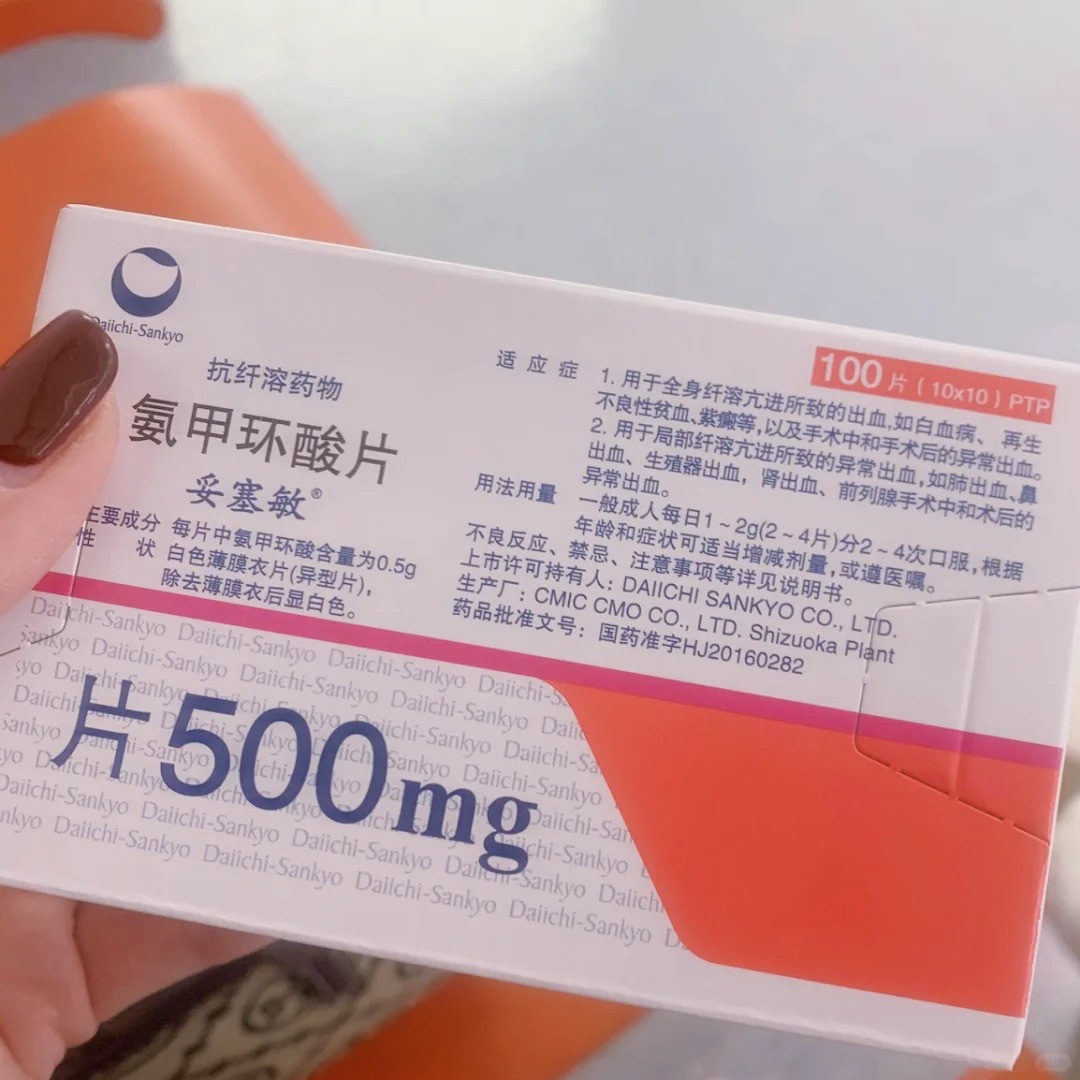 Daiichi-Sankyo
抗纤溶药物
氨甲环酸片
妥塞敏®
主要成分 每片中氨甲环酸含量为0.5g
性 状 白色薄膜衣片(异型片),
除去薄膜衣后显白色。
100片(10x10)PTP
适应症 1. 用于全身纤溶亢进所致的出血,如白血病、再生
不良性贫血、紫癜等,以及手术中和手术后的异常出血。
2. 用于局部纤溶亢进所致的异常出血,如肺出血、鼻
出血、生殖器出血,肾出血、前列腺手术中和术后的
异常出血。
用法用量 一般成人每日1~2g(2~4片)分2~4次口服,根据
年龄和症状可适当增减剂量,或遵医嘱。
不良反应、禁忌、注意事项等详见说明书。
上市许可持有人:DAIICHI SANKYO CO., LTD.
生产厂:CMIC CMO CO., LTD. Shizuoka Plant
药品批准文号:国药准字HJ20160282
Daiichi-Sankyo Daiichi-Sankyo Daiichi-Sankyo
片500mg
Daiichi-Sankyo Daiichi-Sankyo Daiichi-Sankyo